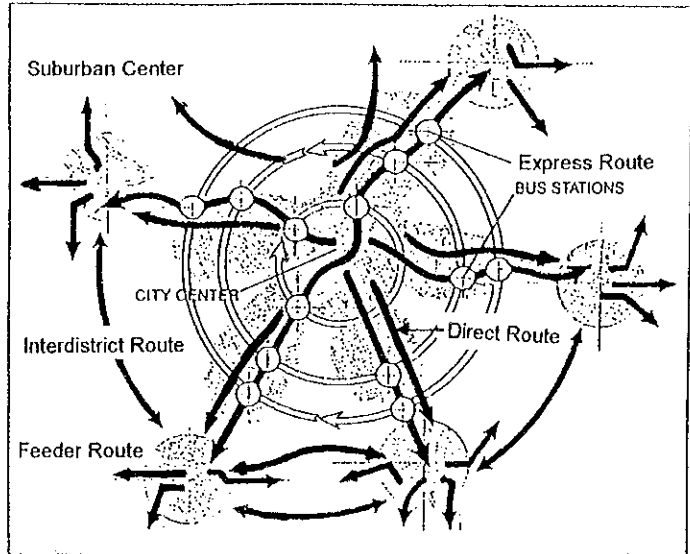 Suburban Center
Express Route
BUS STATIONS
CITY CENTER
Direct Route
Interdistrict Route
Feeder Route